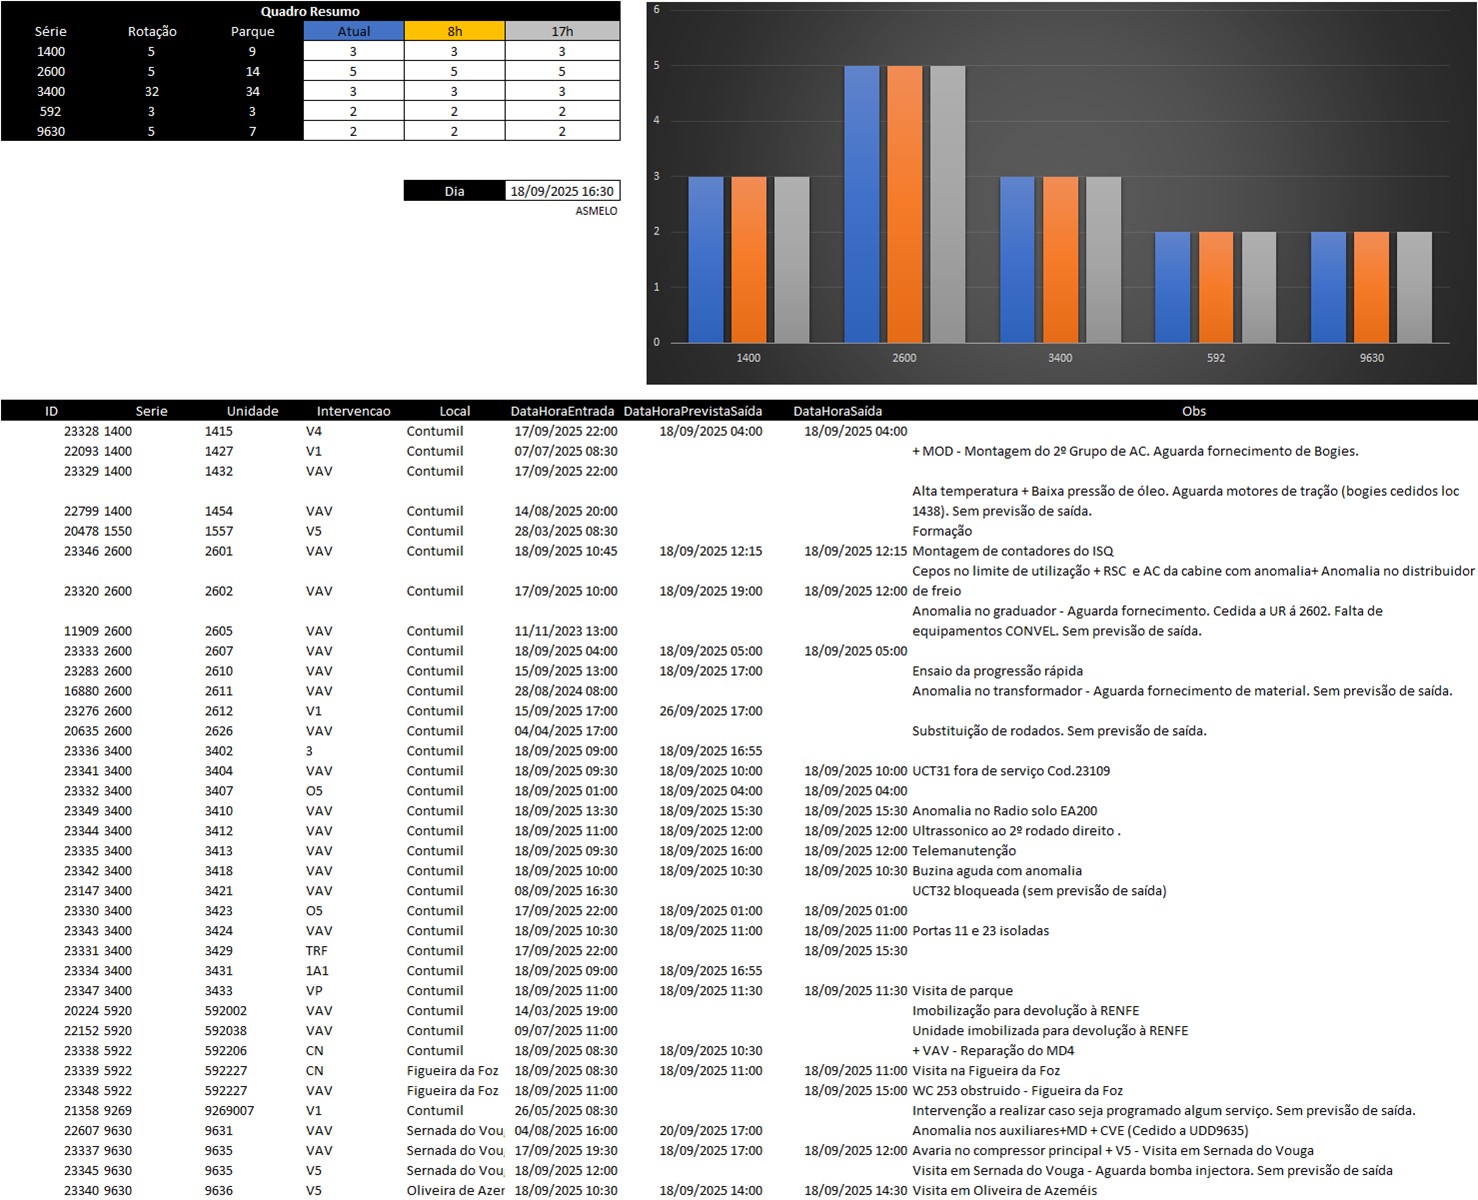 Quadro Resumo
Série Rotação Parque Atual 8h 17h
1400 5 9 3 3 3
2600 5 14 5 5 5
3400 32 34 3 3 3
592 3 3 2 2 2
9630 5 7 2 2 2
Dia 18/09/2025 16:30
ASMELO
6
5
4
3
2
1
0
1400 2600 3400 592 9630
ID Serie Unidade Intervencao Local DataHoraEntrada DataHoraPrevistaSaída DataHoraSaída Obs
23328 1400 1415 V4 Contumil 17/09/2025 22:00 18/09/2025 04:00 18/09/2025 04:00
22093 1400 1427 V1 Contumil 07/07/2025 08:30 + MOD - Montagem do 2º Grupo de AC. Aguarda fornecimento de Bogies.
23329 1400 1432 VAV Contumil 17/09/2025 22:00
Alta temperatura + Baixa pressão de óleo. Aguarda motores de tração (bogies cedidos loc
22799 1400 1454 VAV Contumil 14/08/2025 20:00 1438). Sem previsão de saída.
20478 1550 1557 V5 Contumil 28/03/2025 08:30 Formação
23346 2600 2601 VAV Contumil 18/09/2025 10:45 18/09/2025 12:15 18/09/2025 12:15 Montagem de contadores do ISQ
Cepos no limite de utilização + RSC e AC da cabine com anomalia+ Anomalia no distribuidor
23320 2600 2602 VAV Contumil 17/09/2025 10:00 18/09/2025 19:00 18/09/2025 12:00 de freio
Anomalia no graduador - Aguarda fornecimento. Cedida a UR á 2602. Falta de
11909 2600 2605 VAV Contumil 11/11/2023 13:00 equipamentos CONVEL. Sem previsão de saída.
23333 2600 2607 VAV Contumil 18/09/2025 04:00 18/09/2025 05:00 18/09/2025 05:00
23283 2600 2610 VAV Contumil 15/09/2025 13:00 18/09/2025 17:00 Ensaio da progressão rápida
16880 2600 2611 VAV Contumil 28/08/2024 08:00 Anomalia no transformador - Aguarda fornecimento de material. Sem previsão de saída.
23276 2600 2612 V1 Contumil 15/09/2025 17:00 26/09/2025 17:00
20635 2600 2626 VAV Contumil 04/04/2025 17:00 Substituição de rodados. Sem previsão de saída.
23336 3400 3402 3 Contumil 18/09/2025 09:00 18/09/2025 16:55
23341 3400 3404 VAV Contumil 18/09/2025 09:30 18/09/2025 10:00 18/09/2025 10:00 UCT31 fora de serviço Cod.23109
23332 3400 3407 O5 Contumil 18/09/2025 01:00 18/09/2025 04:00 18/09/2025 04:00
23349 3400 3410 VAV Contumil 18/09/2025 13:30 18/09/2025 15:30 18/09/2025 15:30 Anomalia no Radio solo EA200
23344 3400 3412 VAV Contumil 18/09/2025 11:00 18/09/2025 12:00 18/09/2025 12:00 Ultrassonico ao 2º rodado direito .
23335 3400 3413 VAV Contumil 18/09/2025 09:30 18/09/2025 16:00 18/09/2025 12:00 Telemanutenção
23342 3400 3418 VAV Contumil 18/09/2025 10:00 18/09/2025 10:30 18/09/2025 10:30 Buzina aguda com anomalia
23147 3400 3421 VAV Contumil 08/09/2025 16:30 UCT32 bloqueada (sem previsão de saída)
23330 3400 3423 O5 Contumil 17/09/2025 22:00 18/09/2025 01:00 18/09/2025 01:00
23343 3400 3424 VAV Contumil 18/09/2025 10:30 18/09/2025 11:00 18/09/2025 11:00 Portas 11 e 23 isoladas
23331 3400 3429 TRF Contumil 17/09/2025 22:00 18/09/2025 15:30
23334 3400 3431 1A1 Contumil 18/09/2025 09:00 18/09/2025 16:55
23347 3400 3433 VP Contumil 18/09/2025 11:00 18/09/2025 11:30 18/09/2025 11:30 Visita de parque
20224 5920 592002 VAV Contumil 14/03/2025 19:00 Imobilização para devolução à RENFE
22152 5920 592038 VAV Contumil 09/07/2025 11:00 Unidade imobilizada para devolução à RENFE
23338 5922 592206 CN Contumil 18/09/2025 08:30 18/09/2025 10:30 + VAV - Reparação do MD4
23339 5922 592227 CN Figueira da Foz 18/09/2025 08:30 18/09/2025 11:00 18/09/2025 11:00 Visita na Figueira da Foz
23348 5922 592227 VAV Figueira da Foz 18/09/2025 11:00 18/09/2025 15:00 WC 253 obstruido - Figueira da Foz
21358 9269 9269007 V1 Contumil 26/05/2025 08:30 Intervenção a realizar caso seja programado algum serviço. Sem previsão de saída.
22607 9630 9631 VAV Sernada do Voug 04/08/2025 16:00 20/09/2025 17:00 Anomalia nos auxiliares+MD + CVE (Cedido a UDD9635)
23337 9630 9635 VAV Sernada do Voug 17/09/2025 19:30 18/09/2025 17:00 18/09/2025 12:00 Avaria no compressor principal + V5 - Visita em Sernada do Vouga
23345 9630 9635 V5 Sernada do Voug 18/09/2025 12:00 Visita em Sernada do Vouga - Aguarda bomba injectora. Sem previsão de saída
23340 9630 9636 V5 Oliveira de Azer 18/09/2025 10:30 18/09/2025 14:00 18/09/2025 14:30 Visita em Oliveira de Azeméis